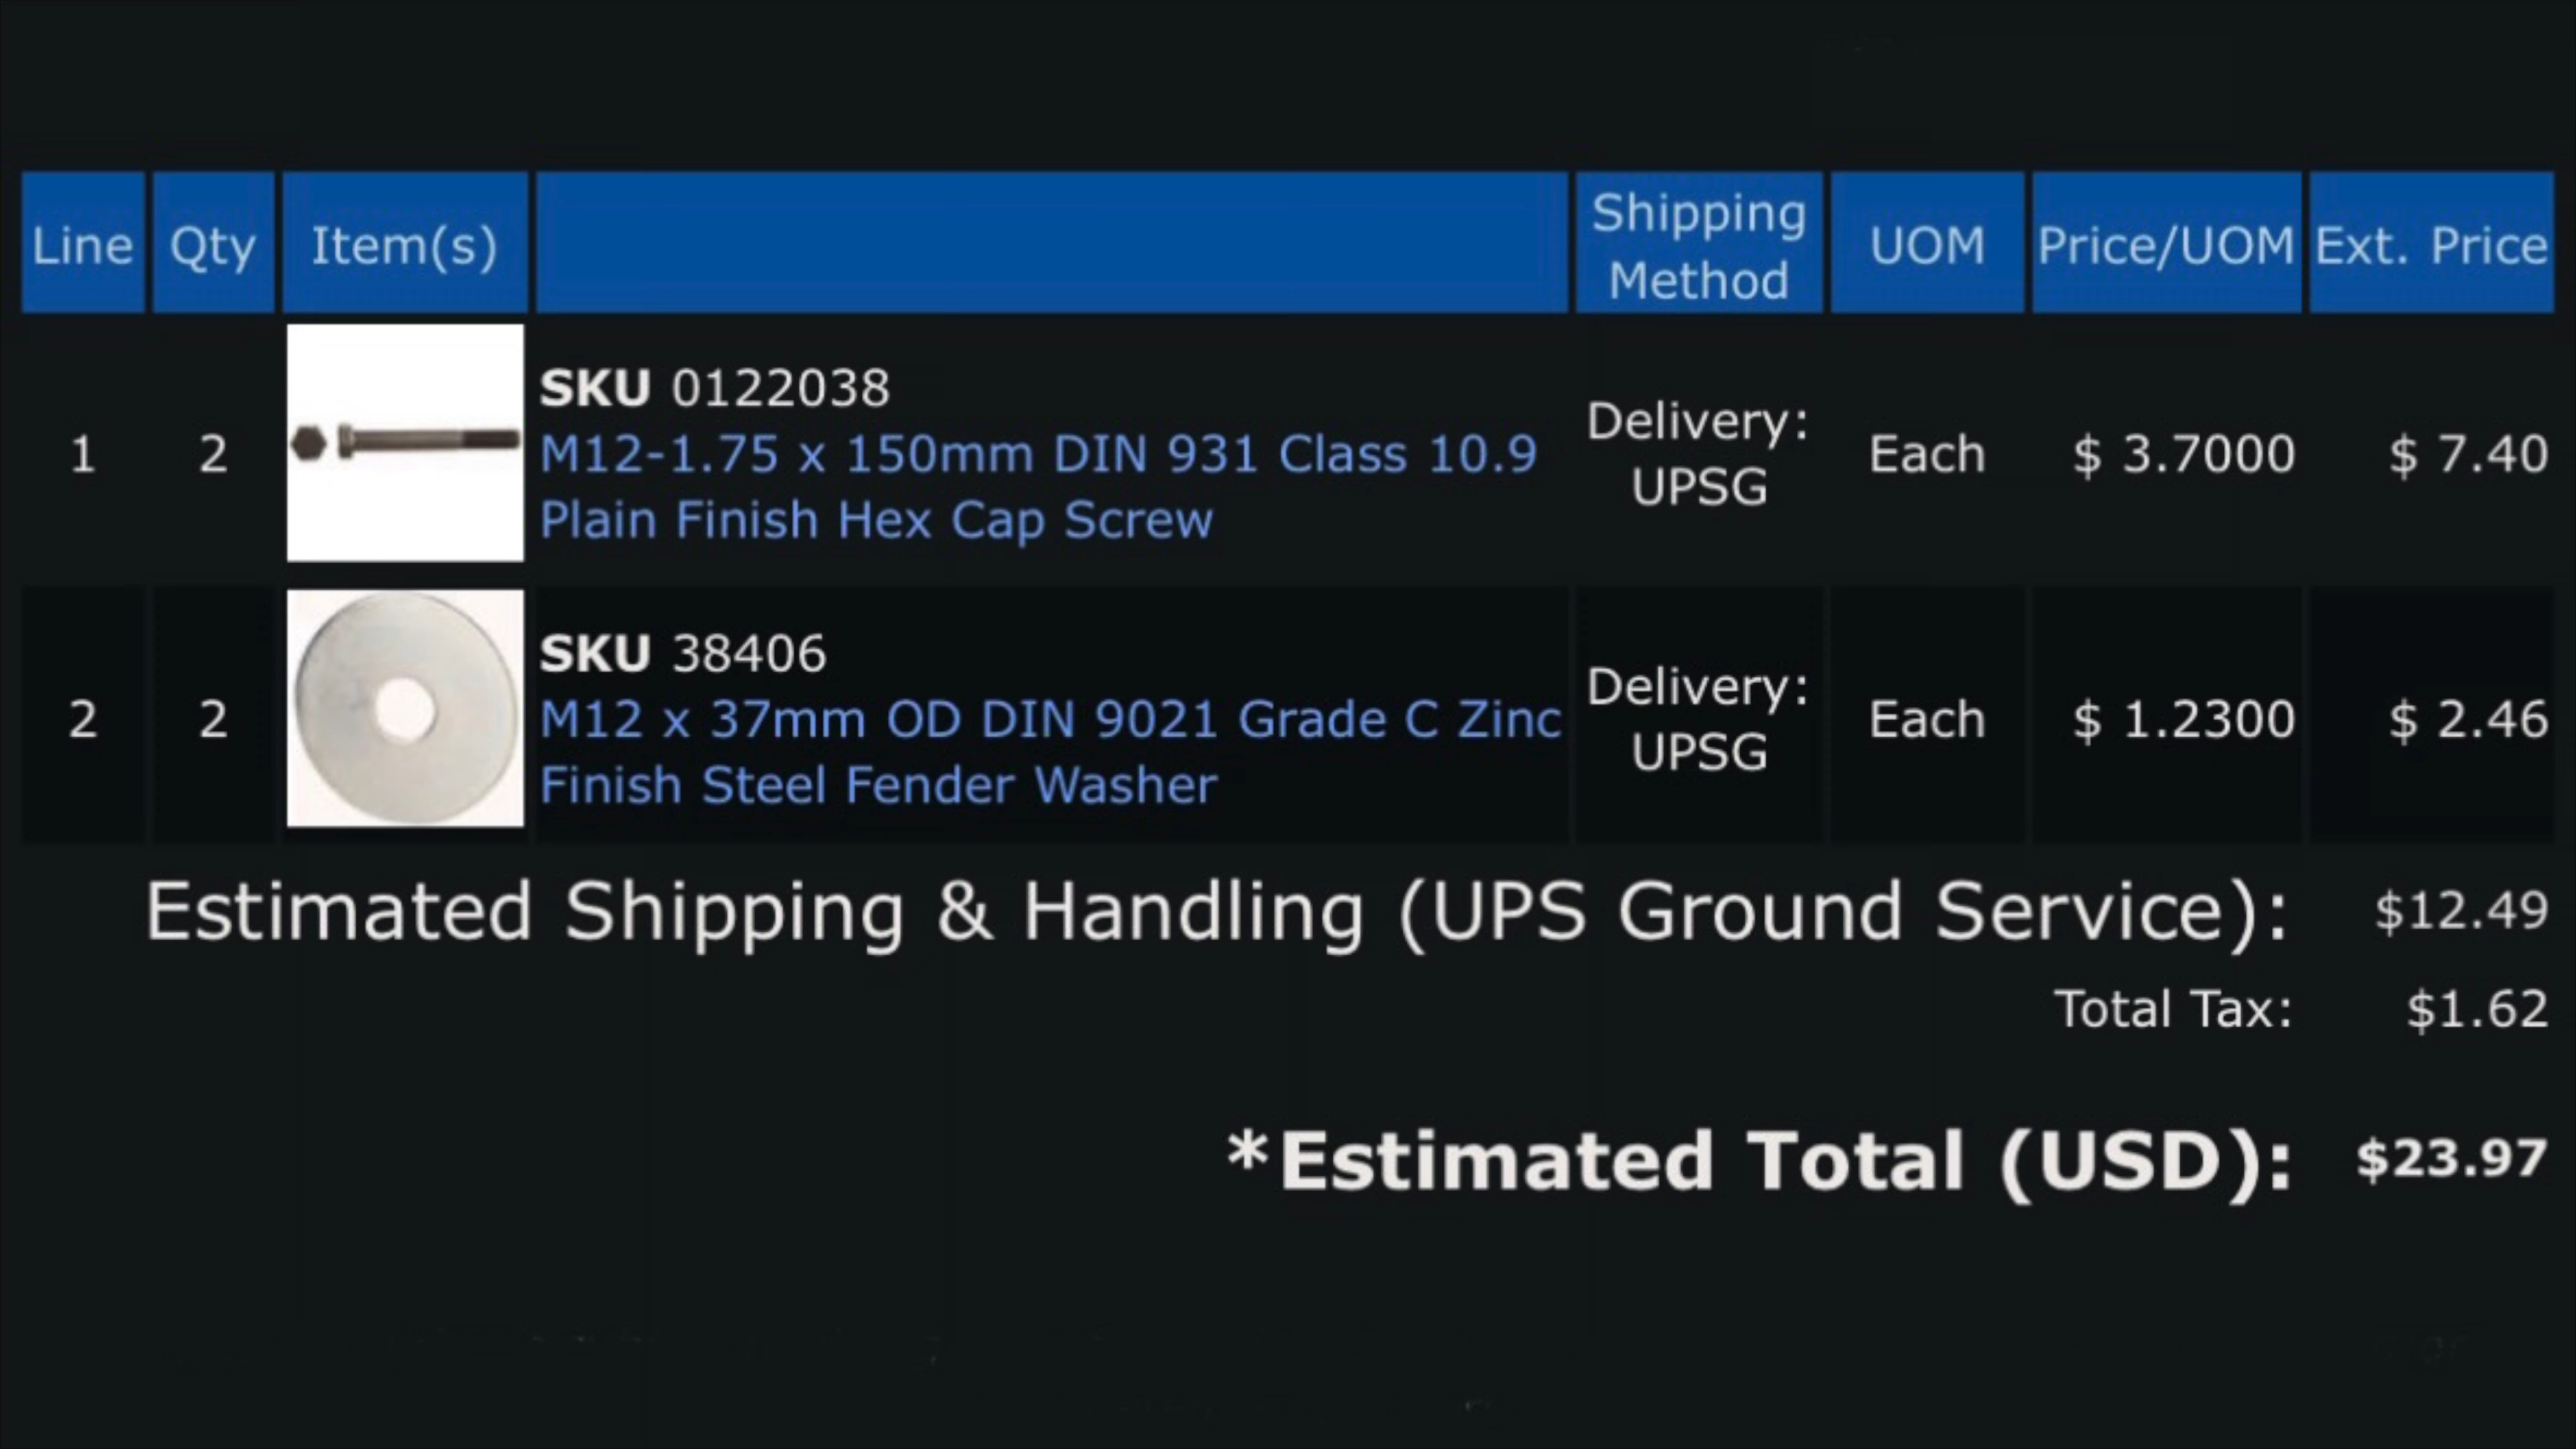 Line Qty Item(s) Shipping Method UOM Price/UOM Ext. Price
1 2 SKU 0122038
M12-1.75 x 150mm DIN 931 Class 10.9
Plain Finish Hex Cap Screw
Delivery:
UPSG
Each $ 3.7000 $ 7.40
2 2 SKU 38406
M12 x 37mm OD DIN 9021 Grade C Zinc
Finish Steel Fender Washer
Delivery:
UPSG
Each $ 1.2300 $ 2.46
Estimated Shipping & Handling (UPS Ground Service): $12.49
Total Tax: $1.62
*Estimated Total (USD): $23.97